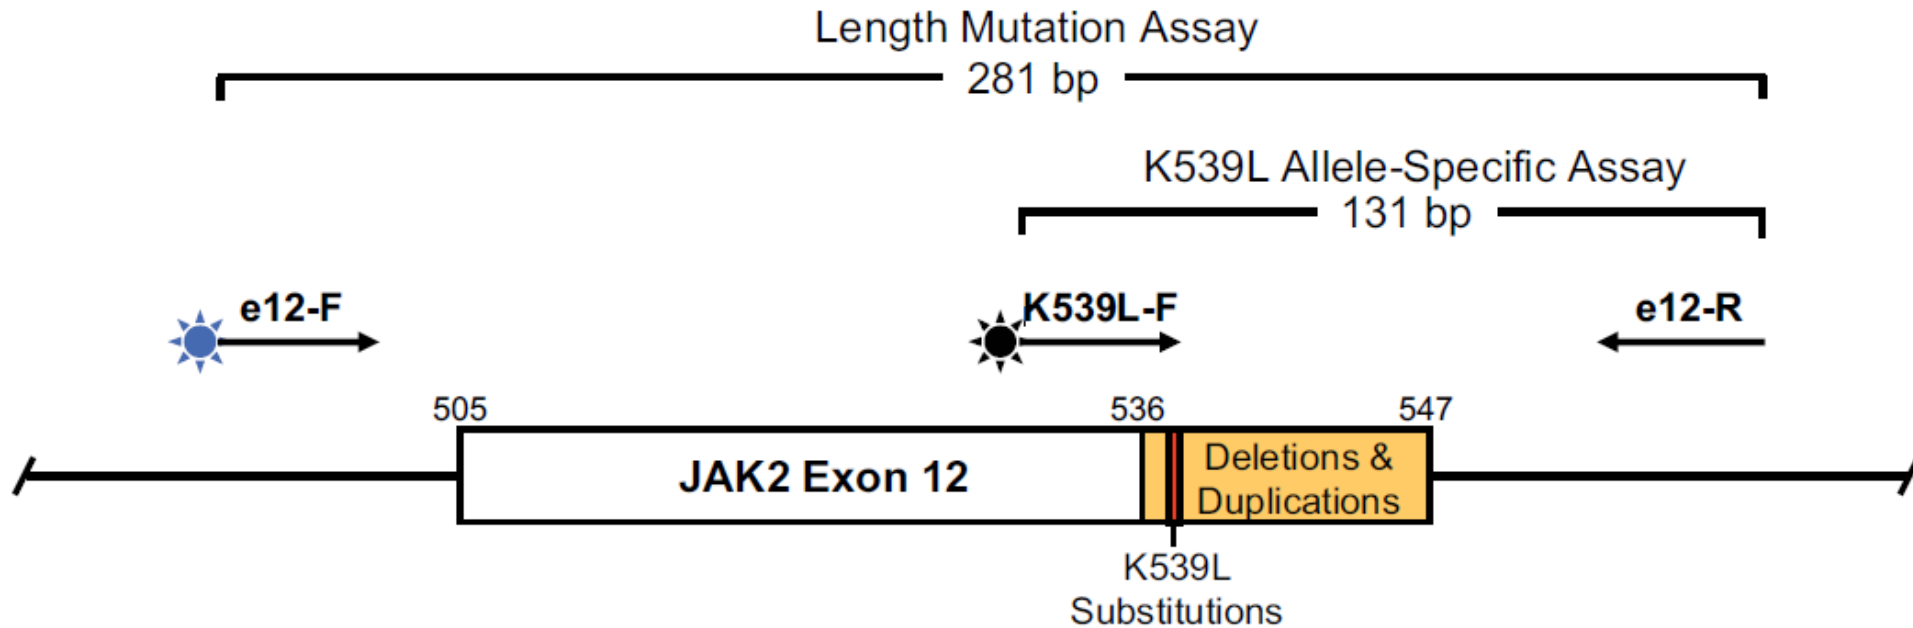 Length Mutation Assay
281 bp
K539L Allele-Specific Assay
131 bp
e12-F
K539L-F
e12-R
505
536
547
JAK2 Exon 12
Deletions &
Duplications
K539L
Substitutions